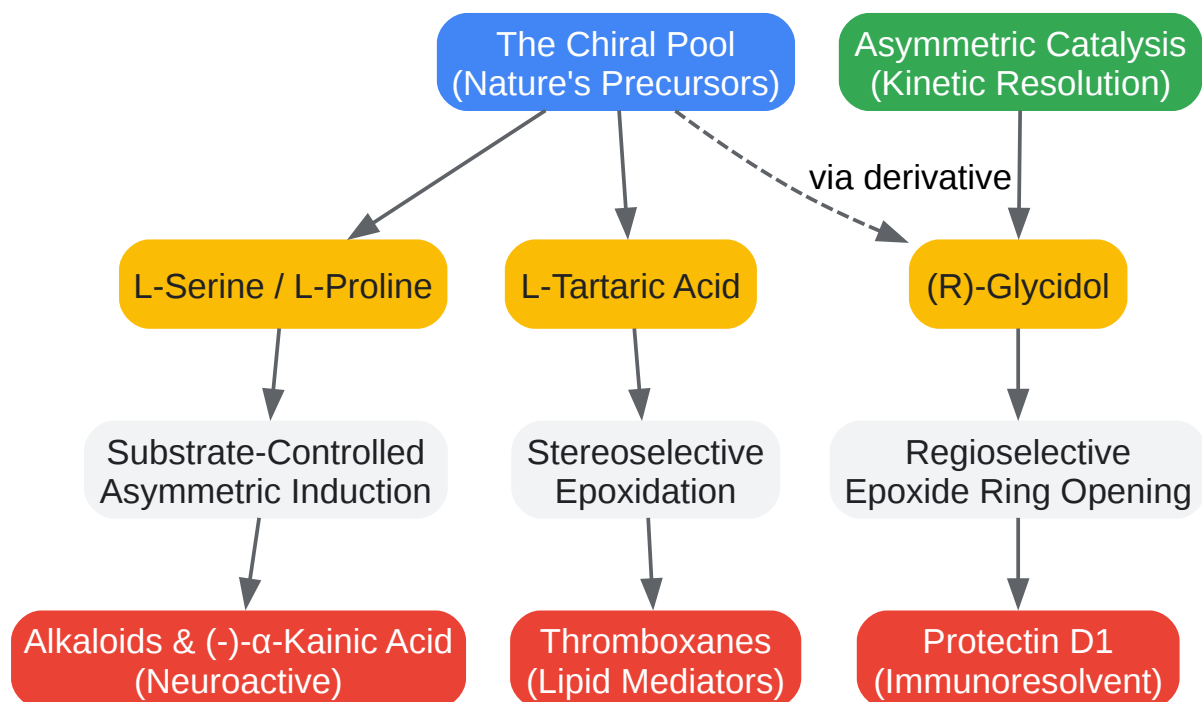 The Chiral Pool
(Nature's Precursors)
Asymmetric Catalysis
(Kinetic Resolution)
via derivative
L-Serine / L-Proline
L-Tartaric Acid
(R)-Glycidol
Substrate-Controlled
Asymmetric Induction
Stereoselective
Epoxidation
Regioselective
Epoxide Ring Opening
Alkaloids & (-)-α-Kainic Acid
(Neuroactive)
Thromboxanes
(Lipid Mediators)
Protectin D1
(Immunoresolvent)